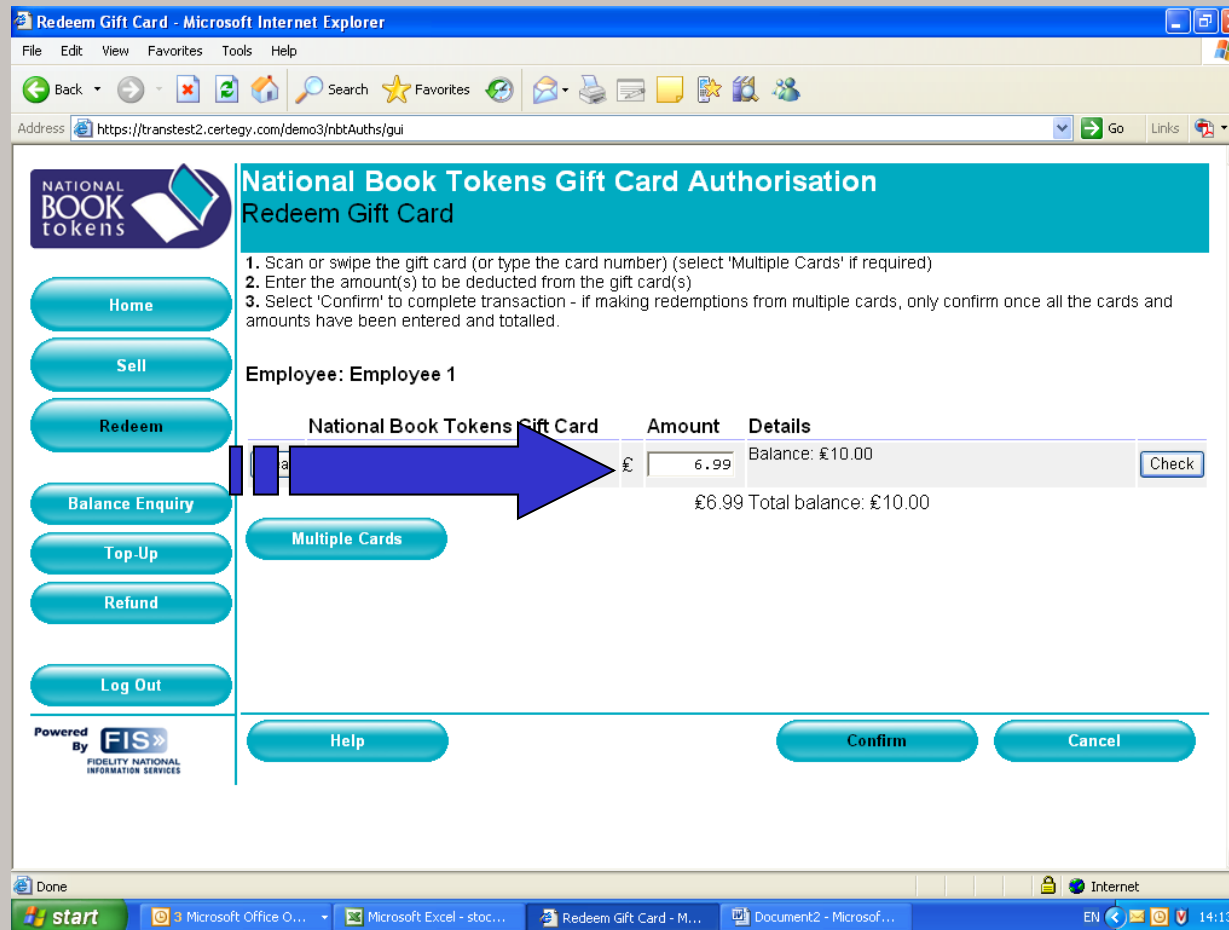 Redeem Gift Card - Microsoft Internet Explorer
File Edit View Favorites Tools Help
Back Search Favorites
Address https://transtest2.certegy.com/demo3/nbtAuths/gui Go Links
NATIONAL
BOOK
tokens
National Book Tokens Gift Card Authorisation
Redeem Gift Card
1. Scan or swipe the gift card (or type the card number) (select 'Multiple Cards' if required)
2. Enter the amount(s) to be deducted from the gift card(s)
3. Select 'Confirm' to complete transaction - if making redemptions from multiple cards, only confirm once all the cards and
amounts have been entered and totalled.
Home
Sell
Redeem
Balance Enquiry
Top-Up
Refund
Log Out
Employee: Employee 1
National Book Tokens Gift Card Amount Details
£ 6.99 Balance: £10.00 Check
£6.99 Total balance: £10.00
Multiple Cards
Powered
By FIS»
FIDELITY NATIONAL
INFORMATION SERVICES
Help Confirm Cancel
Done Internet
start 3 Microsoft Office O... Microsoft Excel - stoc... Redeem Gift Card - M... Document2 - Microsof... EN